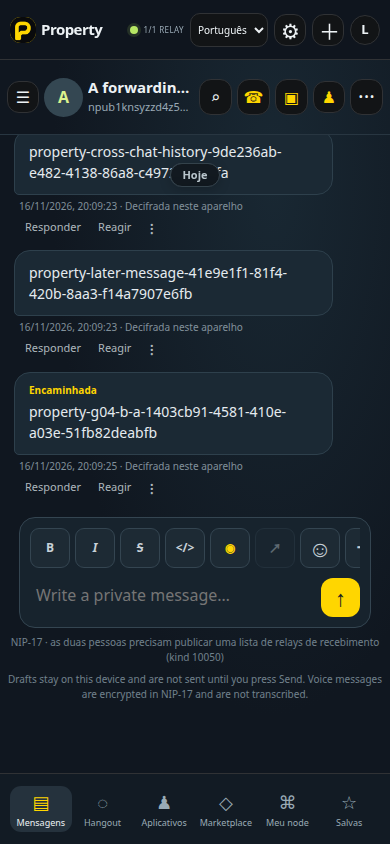 Property
1/1 RELAY
Português
L
A
A forwardin...
npub1knsyzzd4z5...
property-cross-chat-history-9de236ab-
e482-4138-86a8-c497
Hoje
16/11/2026, 20:09:23 · Decifrada neste aparelho
Responder Reagir
property-later-message-41e9e1f1-81f4-
420b-8aa3-f14a7907e6fb
16/11/2026, 20:09:23 · Decifrada neste aparelho
Responder Reagir
Encaminhada
property-g04-b-a-1403cb91-4581-410e-
a03e-51fb82deabfb
16/11/2026, 20:09:25 · Decifrada neste aparelho
Responder Reagir
B I S </>
Write a private message...
NIP-17 · as duas pessoas precisam publicar uma lista de relays de recebimento
(kind 10050)
Drafts stay on this device and are not sent until you press Send. Voice messages
are encrypted in NIP-17 and are not transcribed.
Mensagens Hangout Aplicativos Marketplace Meu node Salvas